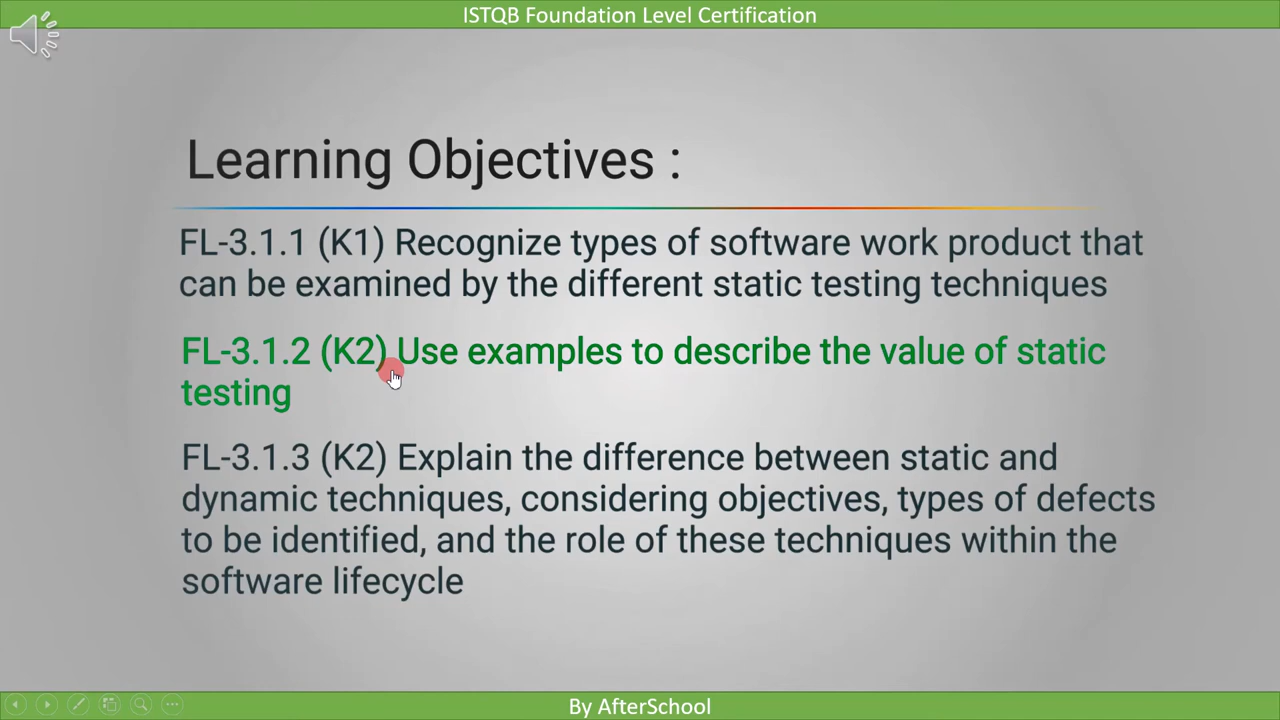 ISTQB Foundation Level Certification
Learning Objectives :
FL-3.1.1 (K1) Recognize types of software work product that
can be examined by the different static testing techniques
FL-3.1.2 (K2) Use examples to describe the value of static
testing
FL-3.1.3 (K2) Explain the difference between static and
dynamic techniques, considering objectives, types of defects
to be identified, and the role of these techniques within the
software lifecycle
By AfterSchool